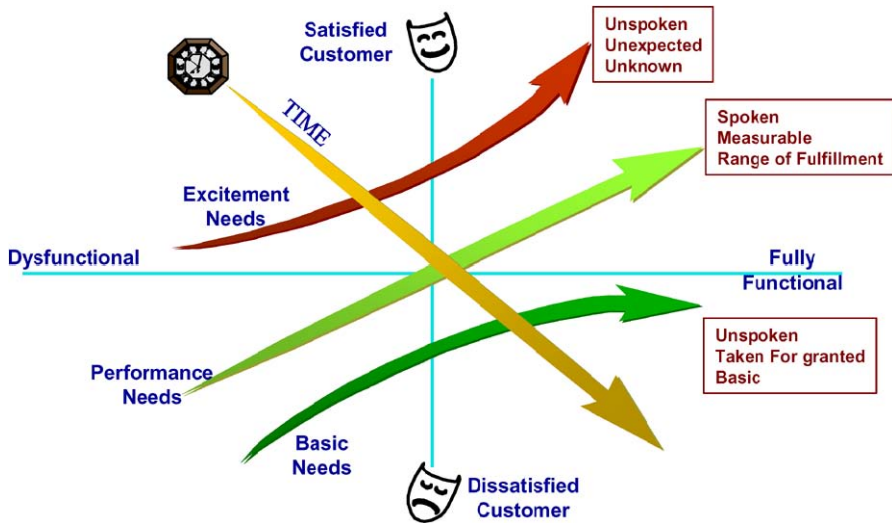 Satisfied
Customer
Unspoken
Unexpected
Unknown
TIME
Spoken
Measurable
Range of Fulfillment
Excitement
Needs
Dysfunctional
Fully
Functional
Unspoken
Taken For granted
Basic
Performance
Needs
Basic
Needs
Dissatisfied
Customer